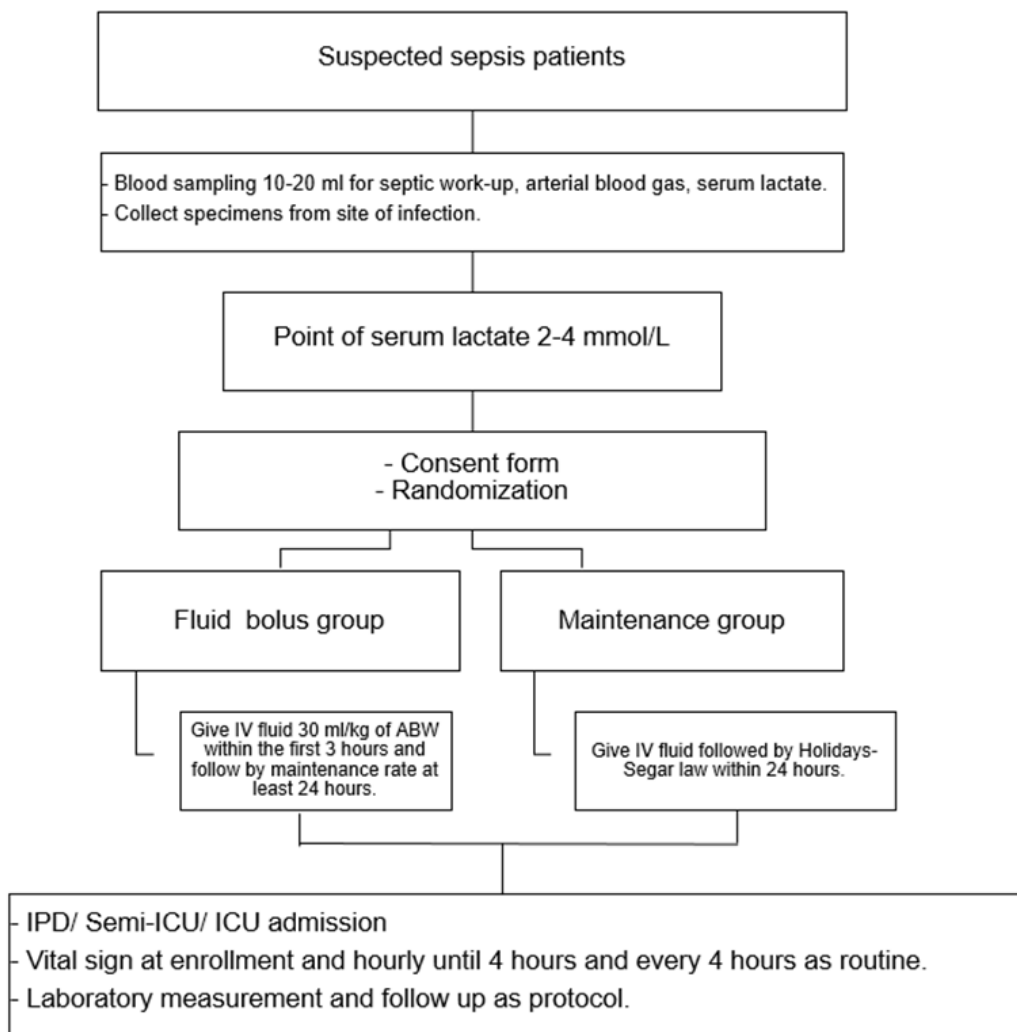 Suspected sepsis patients
- Blood sampling 10-20 ml for septic work-up, arterial blood gas, serum lactate.
- Collect specimens from site of infection.
Point of serum lactate 2-4 mmol/L
- Consent form
- Randomization
Fluid bolus group
Maintenance group
Give IV fluid 30 ml/kg of ABW
within the first 3 hours and
follow by maintenance rate at
least 24 hours.
Give IV fluid followed by Holidays-
Segar law within 24 hours.
- IPD/ Semi-ICU/ ICU admission
- Vital sign at enrollment and hourly until 4 hours and every 4 hours as routine.
- Laboratory measurement and follow up as protocol.